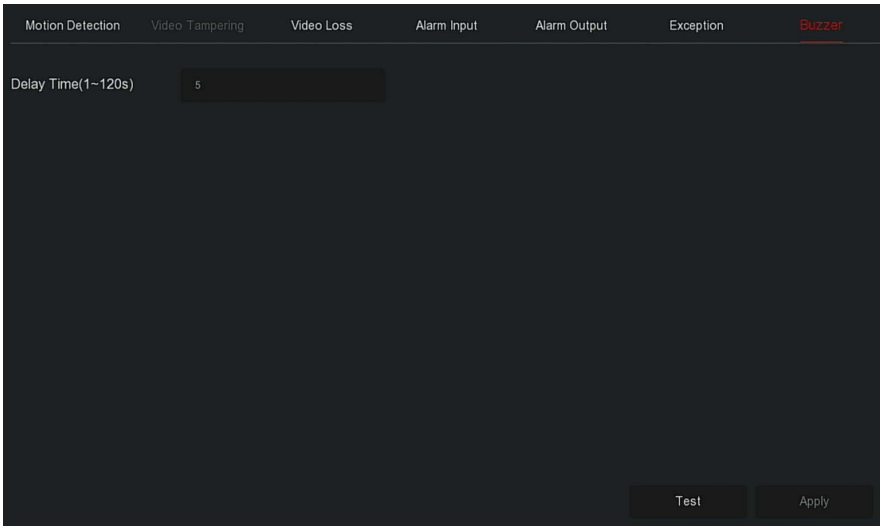 Motion Detection Video Tampering Video Loss Alarm Input Alarm Output Exception Buzzer
Delay Time(1~120s) 5
Test Apply